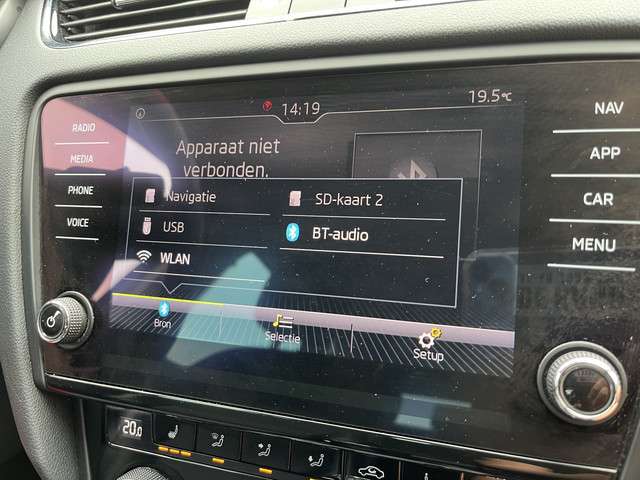 14:19
19.5°C
RADIO
MEDIA
PHONE
VOICE
Apparaat niet
verbonden.
Navigatie
SD-kaart 2
USB
BT-audio
WLAN
Bron
Selectie
Setup
NAV
APP
CAR
MENU
20.0